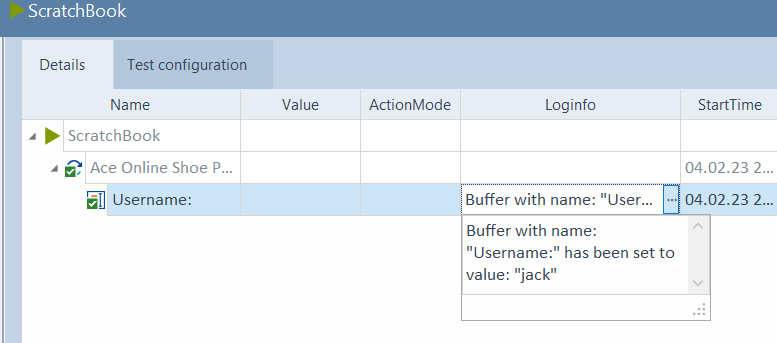 ScratchBook
Details Test configuration
Name Value ActionMode Loginfo StartTime
ScratchBook
Ace Online Shoe P... 04.02.23 2...
Username: Buffer with name: "User... ... 04.02.23 2...
Buffer with name:
"Username:" has been set to
value: "jack"